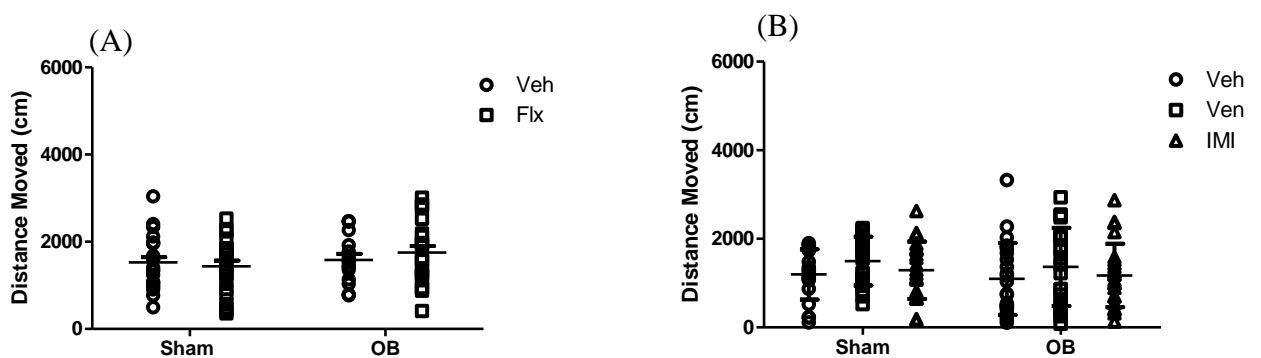 (A)
6000
4000
2000
0
Distance Moved (cm)
Sham
OB
Veh
Flx
(B)
6000
4000
2000
0
Distance Moved (cm)
Sham
OB
Veh
Ven
IMI